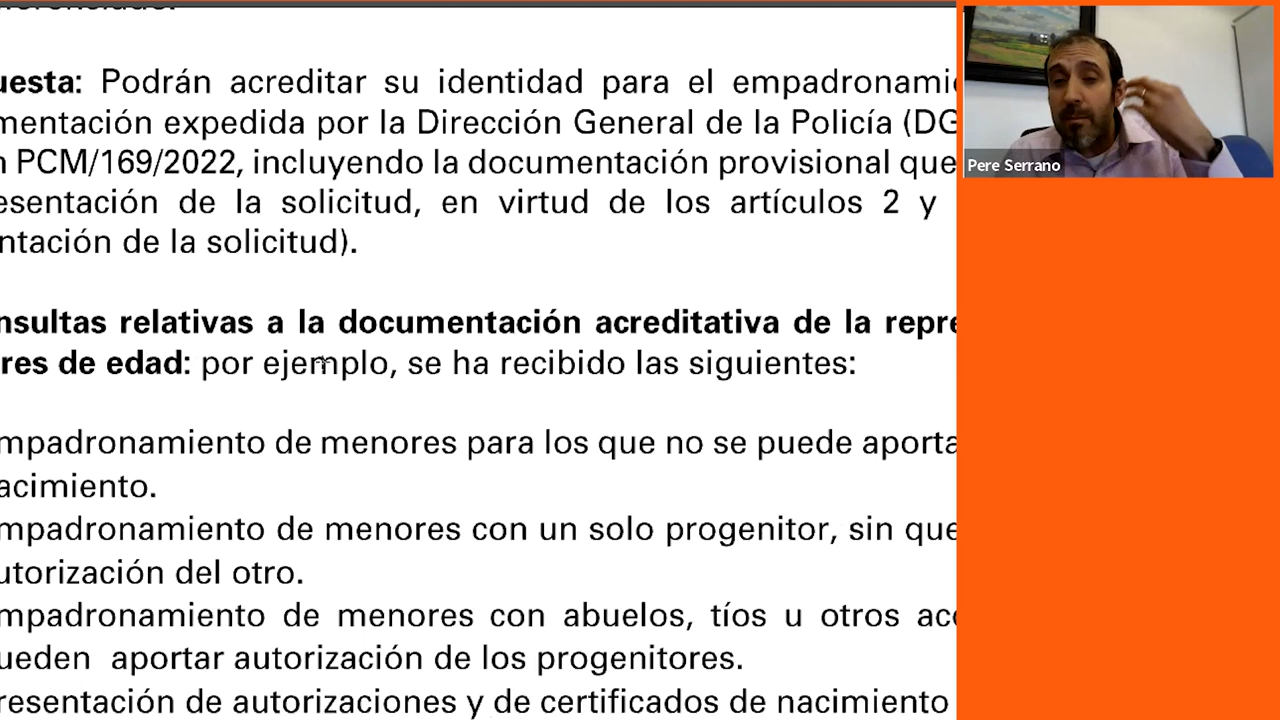 uesta: Podrán acreditar su identidad para el empadronamie
mentación expedida por la Dirección General de la Policía (DG
n PCM/169/2022, incluyendo la documentación provisional que
esentación de la solicitud, en virtud de los artículos 2 y
ntación de la solicitud).
nsultas relativas a la documentación acreditativa de la repre
res de edad: por ejemplo, se ha recibido las siguientes:
mpadronamiento de menores para los que no se puede aporta
acimiento.
mpadronamiento de menores con un solo progenitor, sin que
utorización del otro.
mpadronamiento de menores con abuelos, tíos u otros aco
ueden aportar autorización de los progenitores.
resentación de autorizaciones y de certificados de nacimiento
Pere Serrano